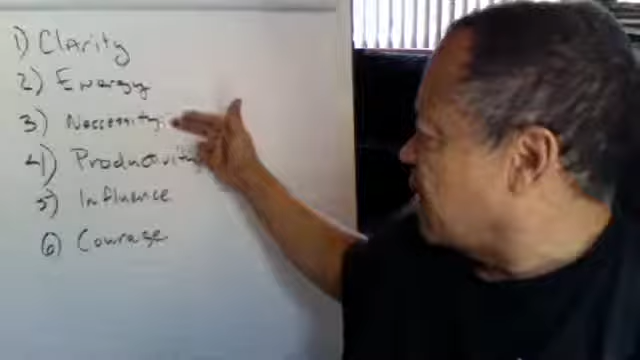 1) Clarity
2) Energy
3) Necessity
4) Productivity
5) Influence
6) Courage